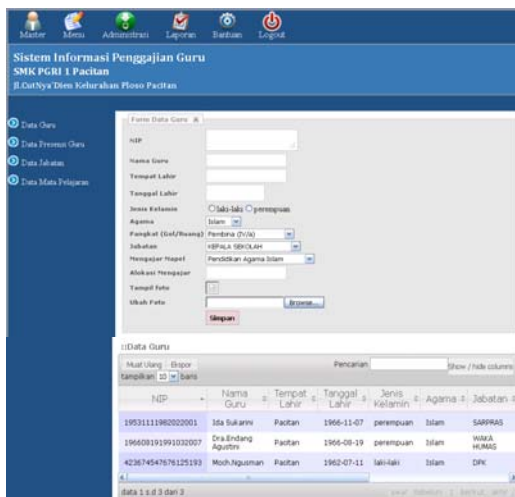 Master Menu Administrasi Laporan Bantuan Logout
Sistem Informasi Penggajian Guru
SMK PGRI 1 Pacitan
Jl.CutNya'Dien Kelurahan Ploso Pacitan
Data Guru
Data Presensi Guru
Data Jabatan
Data Mata Pelajaran
Form Data Guru
NIP
Nama Guru
Tempat Lahir
Tanggal Lahir
Jenis Kelamin laki-laki perempuan
Agama Islam
Pangkat (Gol/Ruang) Pembina (IV/a)
Jabatan KEPALA SEKOLAH
Mengajar Mapel Pendidikan Agama Islam
Alokasi Mengajar
Tampil foto
Ubah Foto Browse...
Simpan
::Data Guru
Muat Ulang Ekspor Pencarian Show / hide columns
tampilkan 10 baris
NIP Nama Guru Tempat Lahir Tanggal Lahir Jenis Kelamin Agama Jabatan
19531111982022001 Ida Sukarini Pacitan 1966-11-07 perempuan Islam SARPRAS
196608191991032007 Dra.Endang Agustini Pacitan 1966-08-19 perempuan Islam WAKA HUMAS
423674547676125193 Moch.Ngusman Pacitan 1962-07-11 laki-laki Islam DPK
data 1 s.d 3 dari 3 awal sebelum 1 berikut akhir